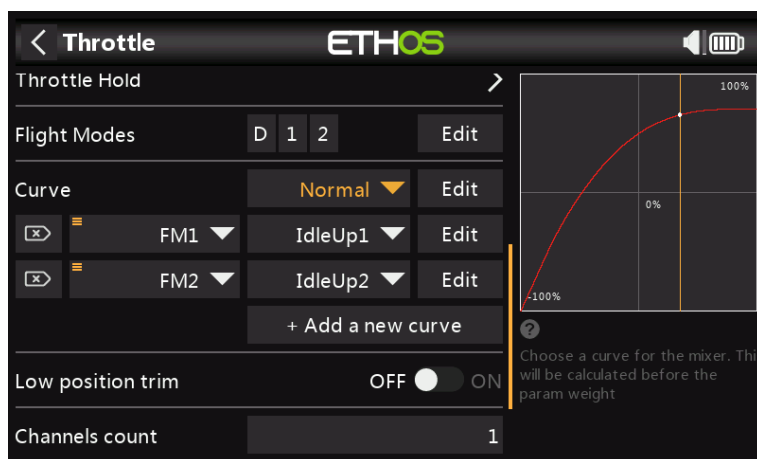 Throttle
ETHOS
Throttle Hold
Flight Modes D 1 2 Edit
Curve Normal Edit
FM1 IdleUp1 Edit
FM2 IdleUp2 Edit
+ Add a new curve
Low position trim OFF ON
Channels count 1
100%
0%
-100%
?
Choose a curve for the mixer. Thi
will be calculated before the
param weight